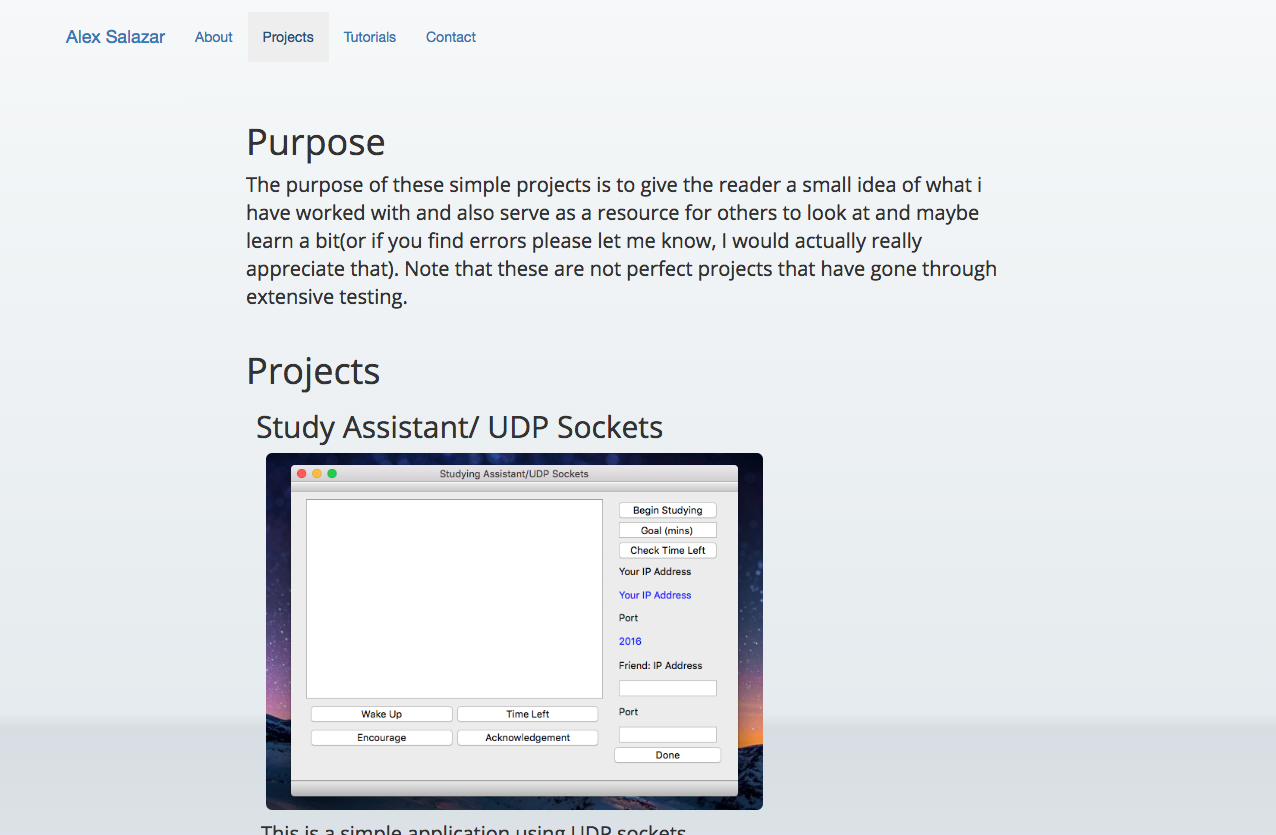 Alex Salazar About Projects Tutorials Contact
Purpose
The purpose of these simple projects is to give the reader a small idea of what i
have worked with and also serve as a resource for others to look at and maybe
learn a bit(or if you find errors please let me know, I would actually really
appreciate that). Note that these are not perfect projects that have gone through
extensive testing.
Projects
Study Assistant/ UDP Sockets
Studying Assistant/UDP Sockets
Begin Studying
Goal (mins)
Check Time Left
Your IP Address
Your IP Address
Port
2016
Friend: IP Address
Port
Wake Up Time Left
Encourage Acknowledgement
Done
This is a simple application using UDP sockets